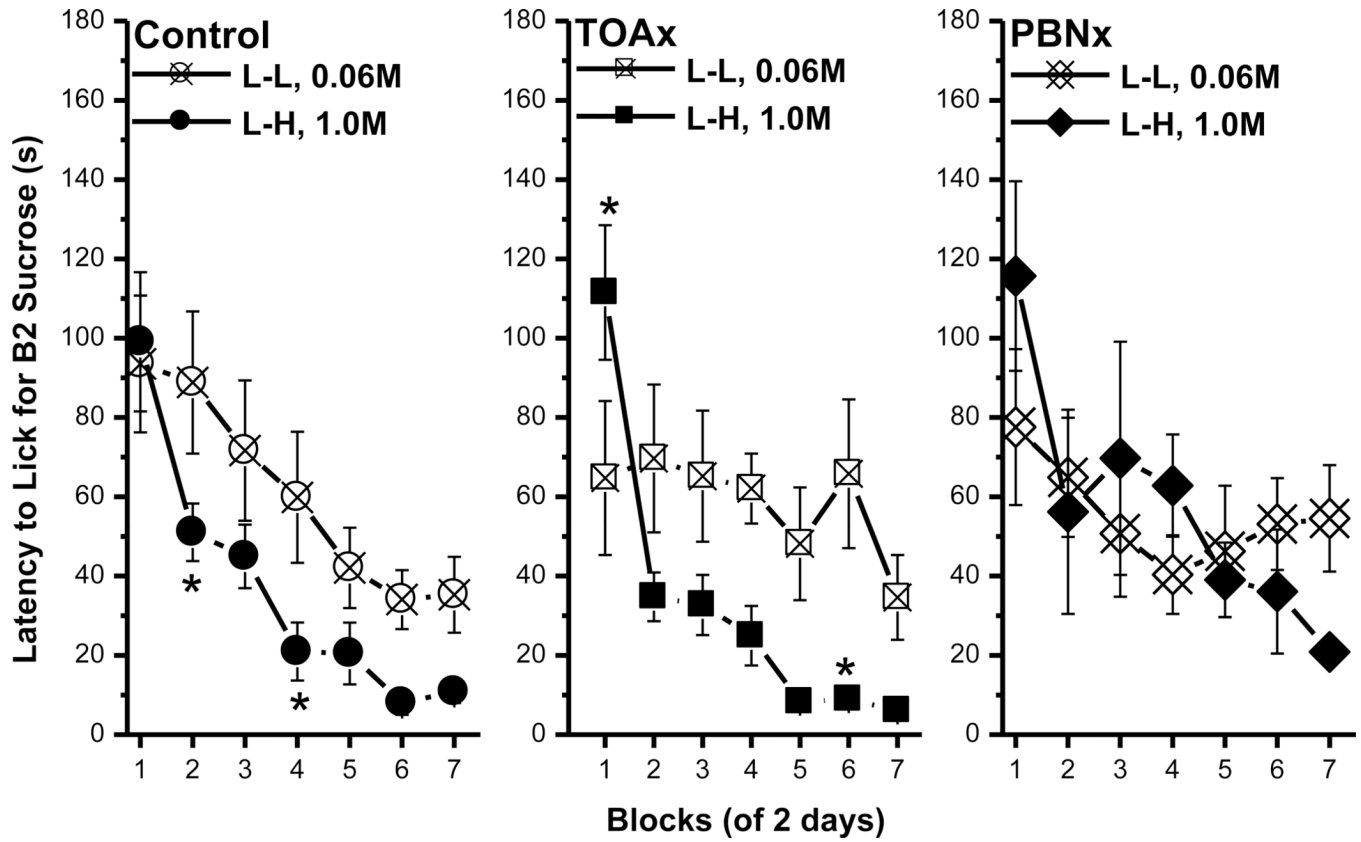 Control
L-L, 0.06M
L-H, 1.0M
TOAx
L-L, 0.06M
L-H, 1.0M
PBNx
L-L, 0.06M
L-H, 1.0M
Latency to Lick for B2 Sucrose (s)
180
160
140
120
100
80
60
40
20
0
180
160
140
120
100
80
60
40
20
0
180
160
140
120
100
80
60
40
20
0
*
*
*
*
1 2 3 4 5 6 7
1 2 3 4 5 6 7
1 2 3 4 5 6 7
Blocks (of 2 days)